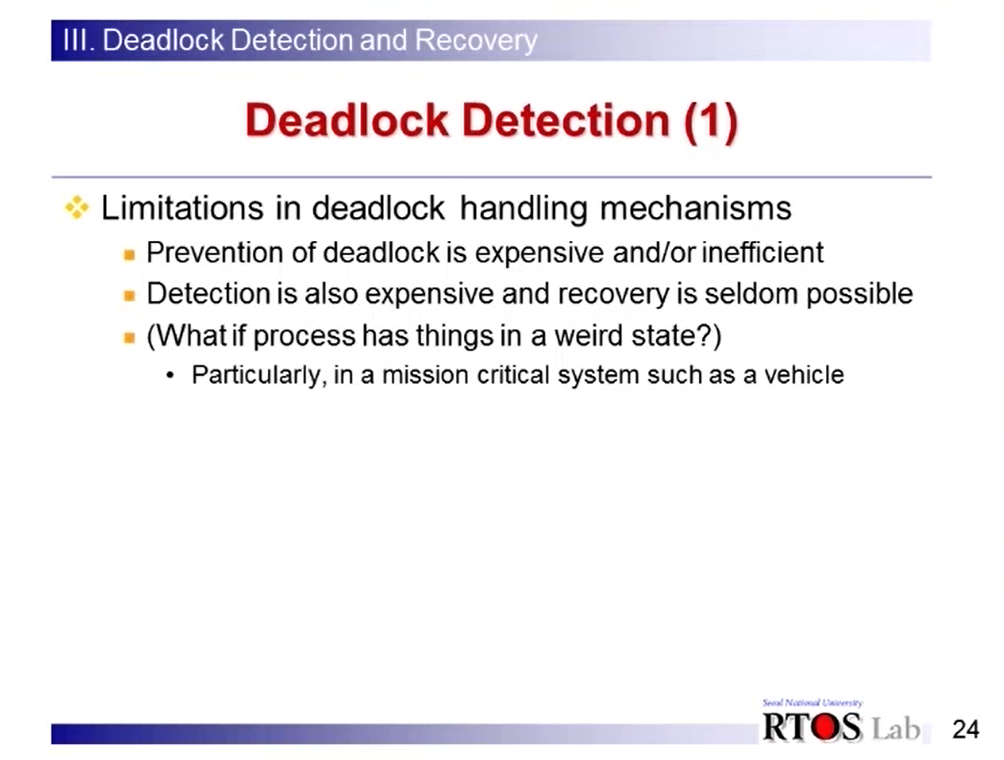 III. Deadlock Detection and Recovery
Deadlock Detection (1)
Limitations in deadlock handling mechanisms
Prevention of deadlock is expensive and/or inefficient
Detection is also expensive and recovery is seldom possible
(What if process has things in a weird state?)
• Particularly, in a mission critical system such as a vehicle
Seoul National University
RTOS Lab
24